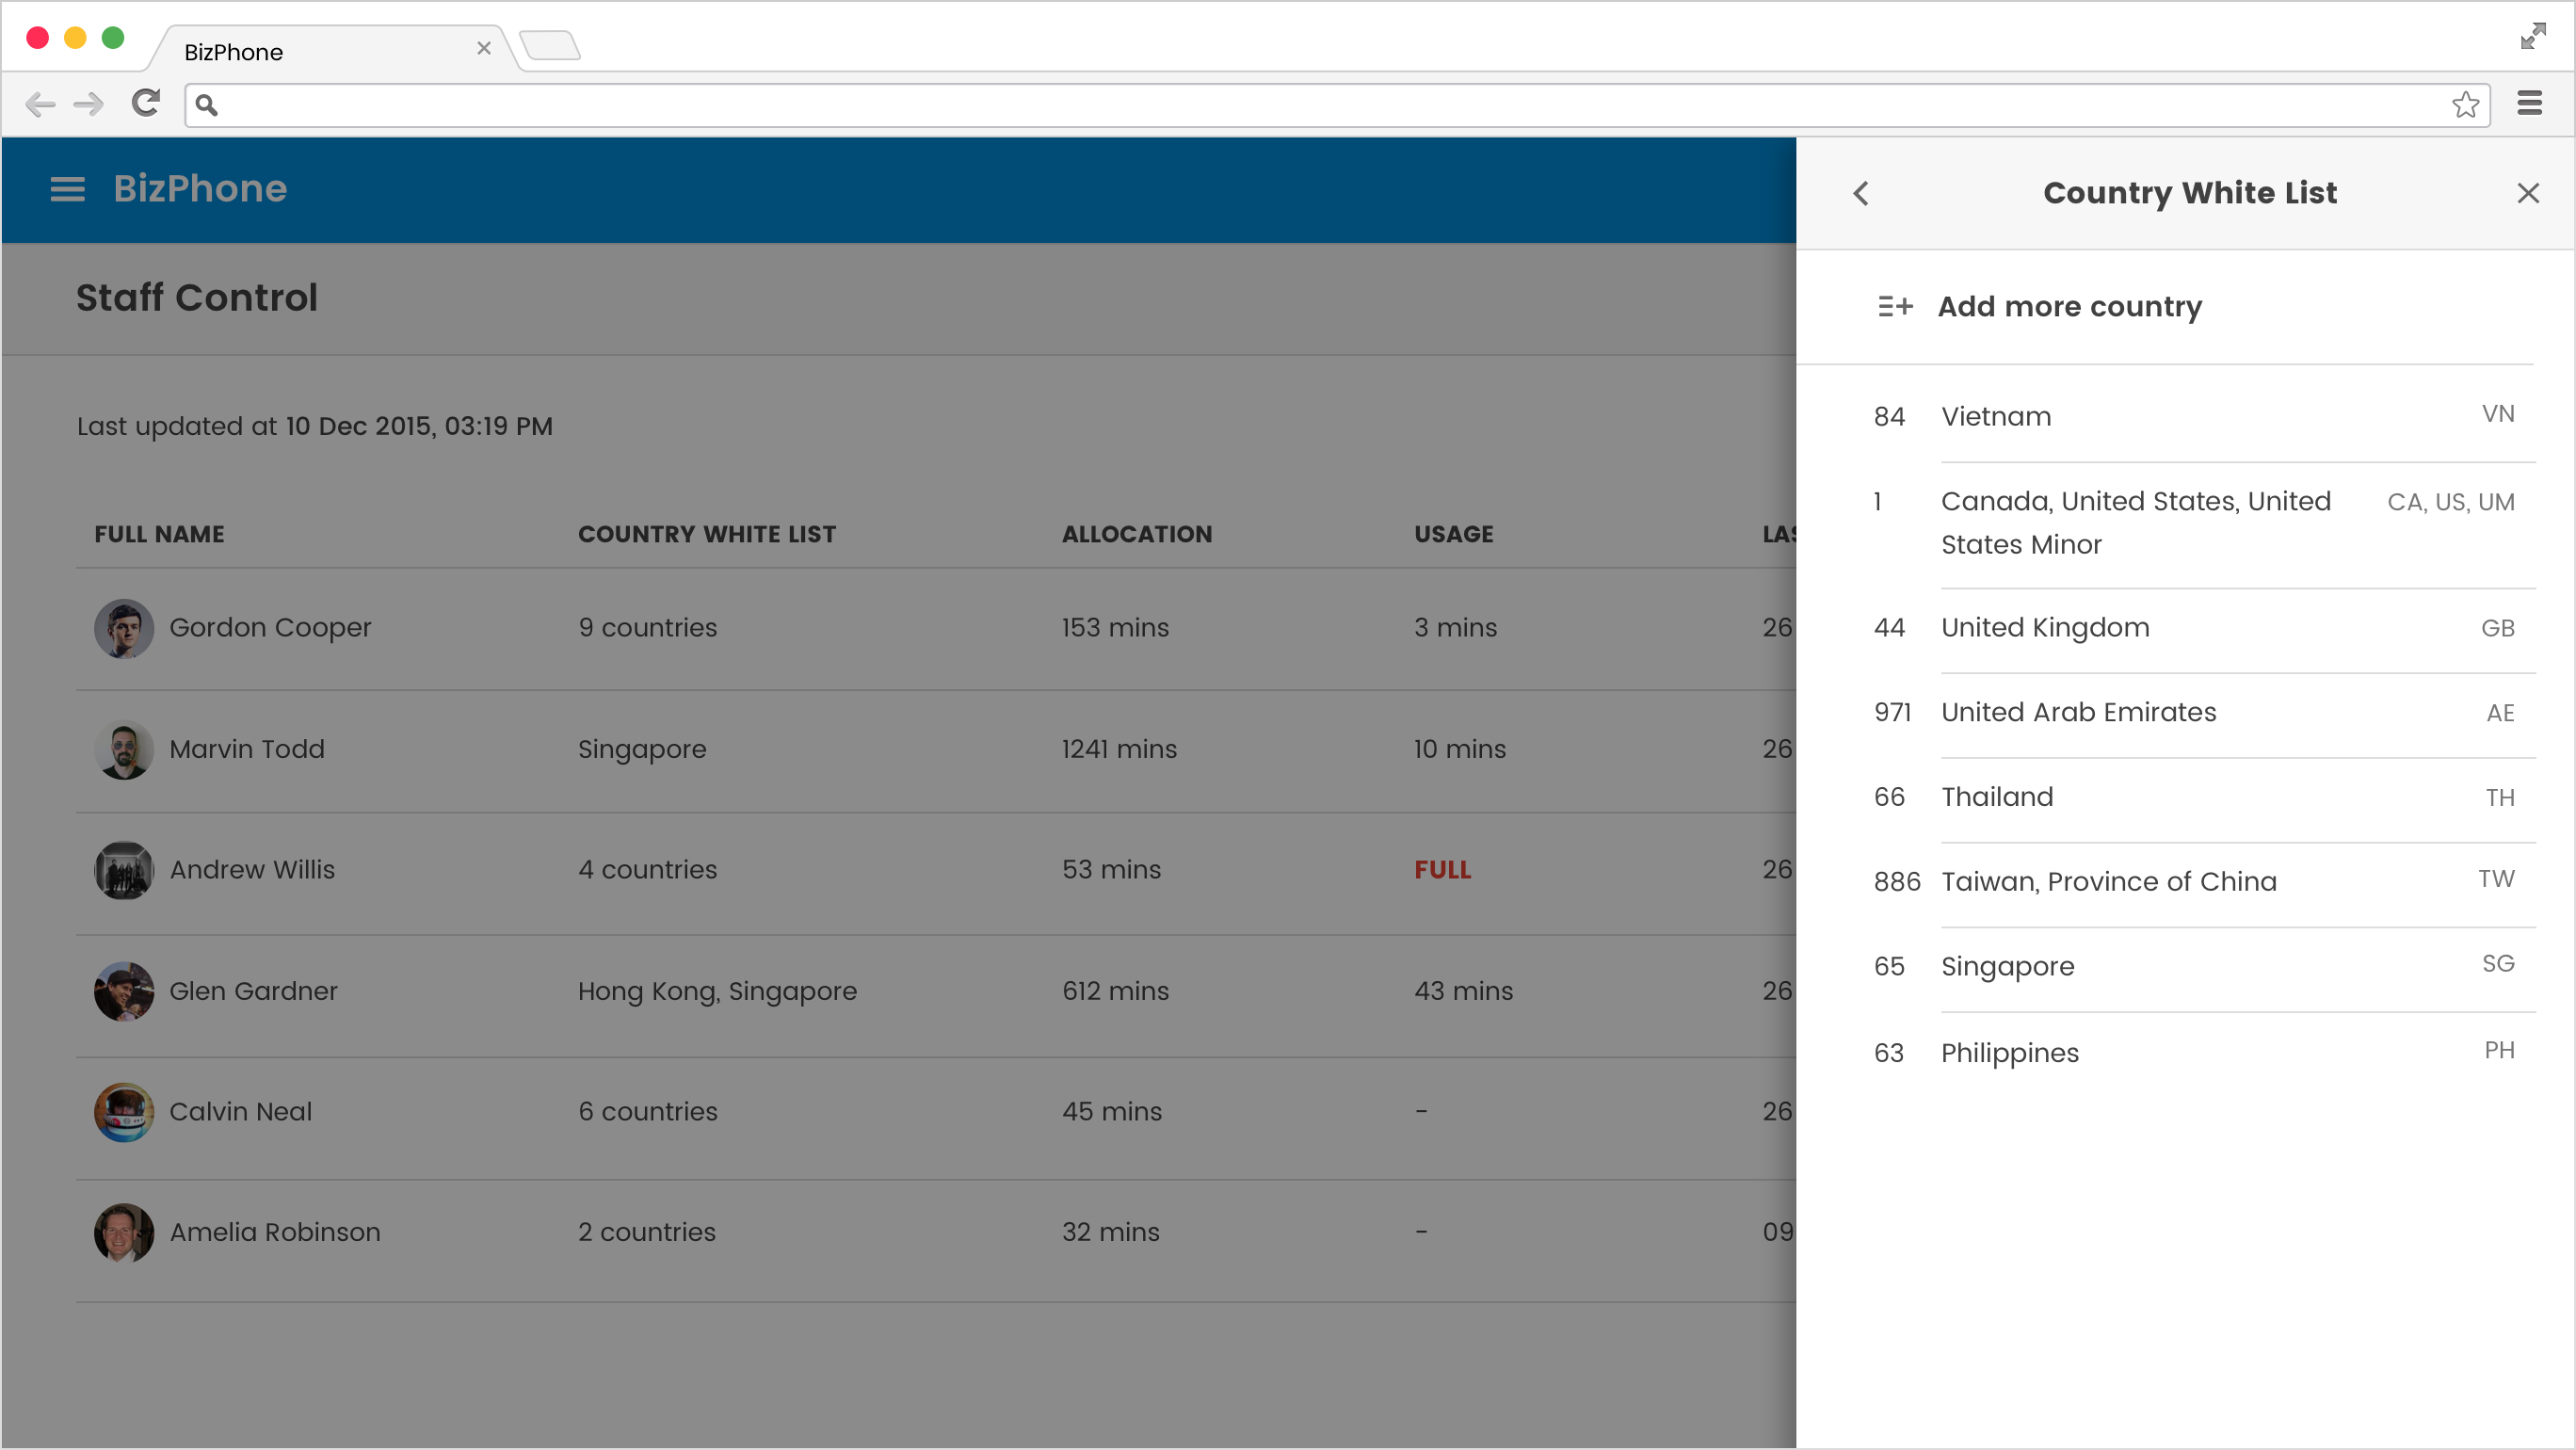 BizPhone
BizPhone
Staff Control
Last updated at 10 Dec 2015, 03:19 PM
FULL NAME COUNTRY WHITE LIST ALLOCATION USAGE
Gordon Cooper 9 countries 153 mins 3 mins 26
Marvin Todd Singapore 1241 mins 10 mins 26
Andrew Willis 4 countries 53 mins FULL 26
Glen Gardner Hong Kong, Singapore 612 mins 43 mins 26
Calvin Neal 6 countries 45 mins - 26
Amelia Robinson 2 countries 32 mins - 09
Country White List
Add more country
84 Vietnam VN
1 Canada, United States, United CA, US, UM
States Minor
44 United Kingdom GB
971 United Arab Emirates AE
66 Thailand TH
886 Taiwan, Province of China TW
65 Singapore SG
63 Philippines PH